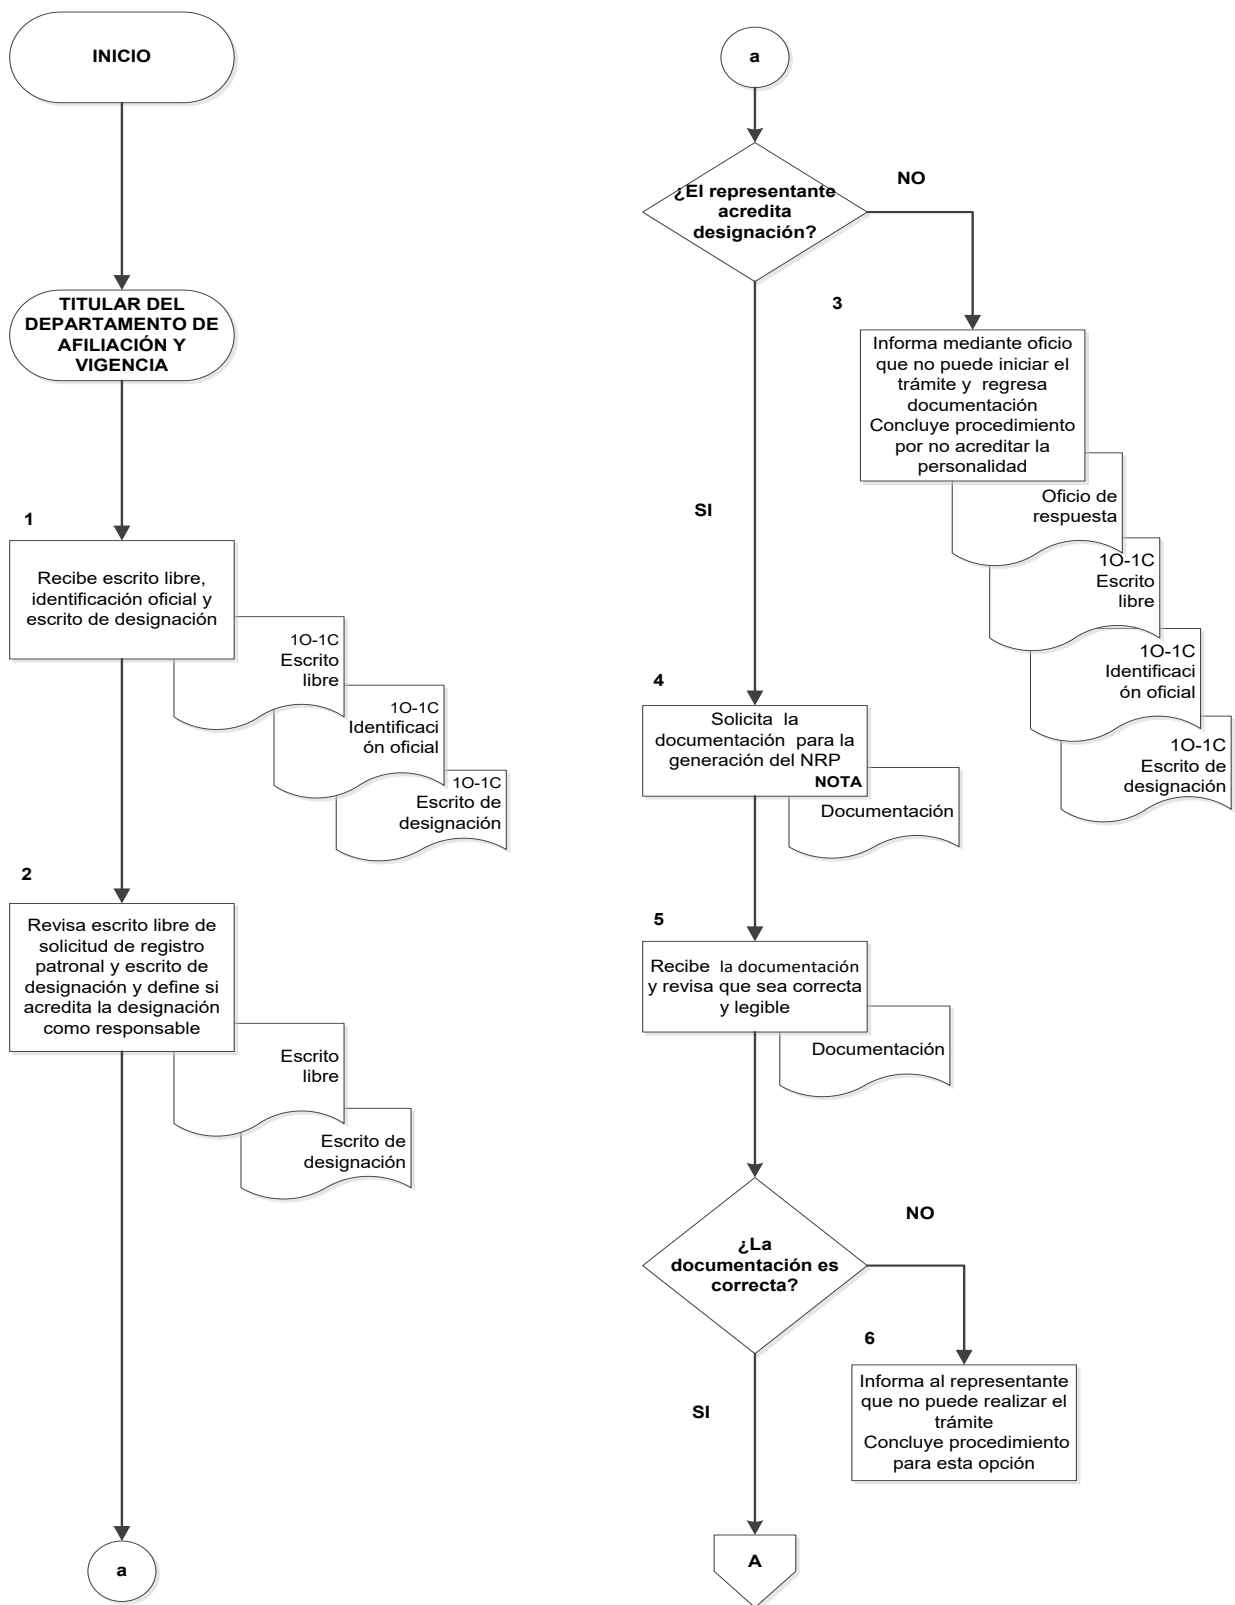 INICIO
TITULAR DEL
DEPARTAMENTO DE
AFILIACIÓN Y
VIGENCIA
1
Recibe escrito libre,
identificación oficial y
escrito de designación
1O-1C
Escrito
libre
1O-1C
Identificaci
ón oficial
1O-1C
Escrito de
designación
2
Revisa escrito libre de
solicitud de registro
patronal y escrito de
designación y define si
acredita la designación
como responsable
Escrito
libre
Escrito de
designación
a
a
¿El representante
acredita
designación?
NO
3
Informa mediante oficio
que no puede iniciar el
trámite y regresa
documentación
Concluye procedimiento
por no acreditar la
personalidad
Oficio de
respuesta
1O-1C
Escrito
libre
1O-1C
Identificaci
ón oficial
1O-1C
Escrito de
designación
SI
4
Solicita la
documentación para la
generación del NRP
NOTA
Documentación
5
Recibe la documentación
y revisa que sea correcta
y legible
Documentación
¿La
documentación es
correcta?
NO
6
Informa al representante
que no puede realizar el
trámite
Concluye procedimiento
para esta opción
SI
A